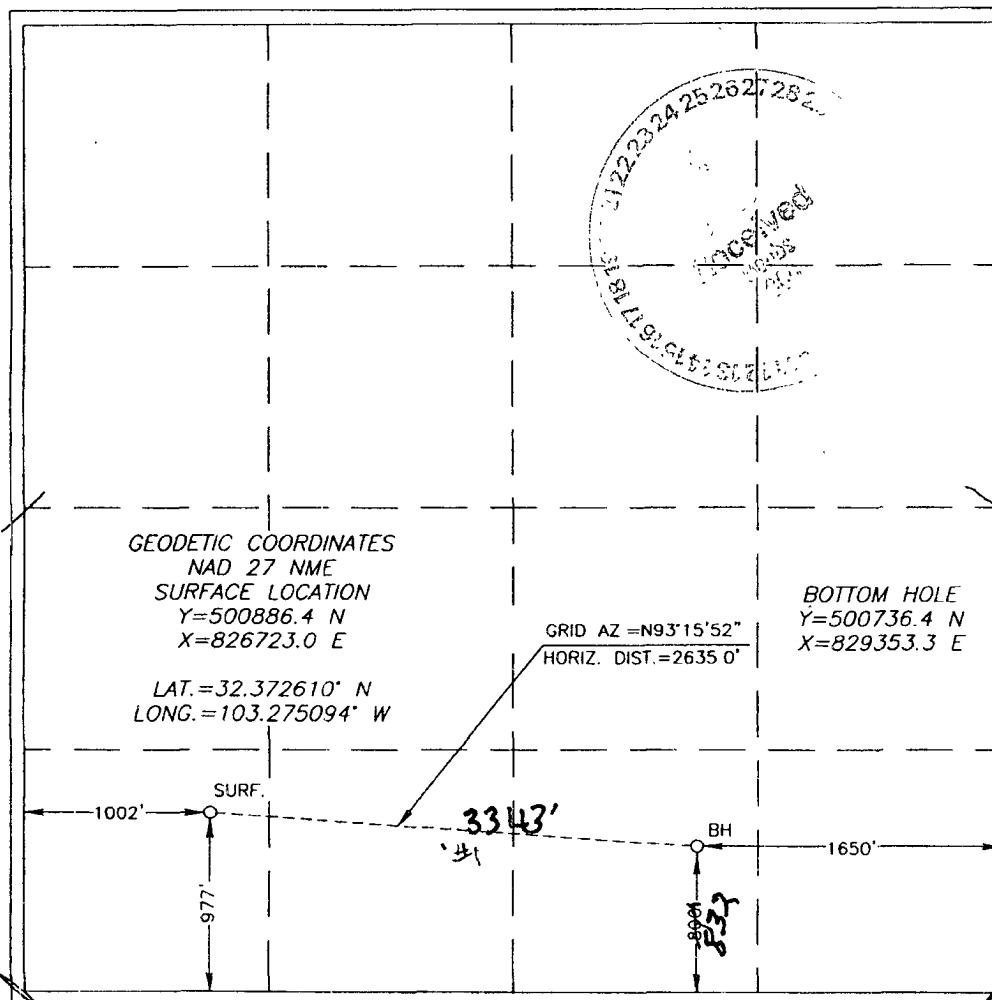 2122232425262728
Received
GEODETIC COORDINATES
NAD 27 NME
SURFACE LOCATION
Y=500886.4 N
X=826723.0 E
LAT.=32.372610° N
LONG.=103.275094° W
BOTTOM HOLE
Y=500736.4 N
X=829353.3 E
GRID AZ =N93°15'52"
HORIZ. DIST.=2635 0'
SURF.
1002'
3343'
BH
1650'
977'